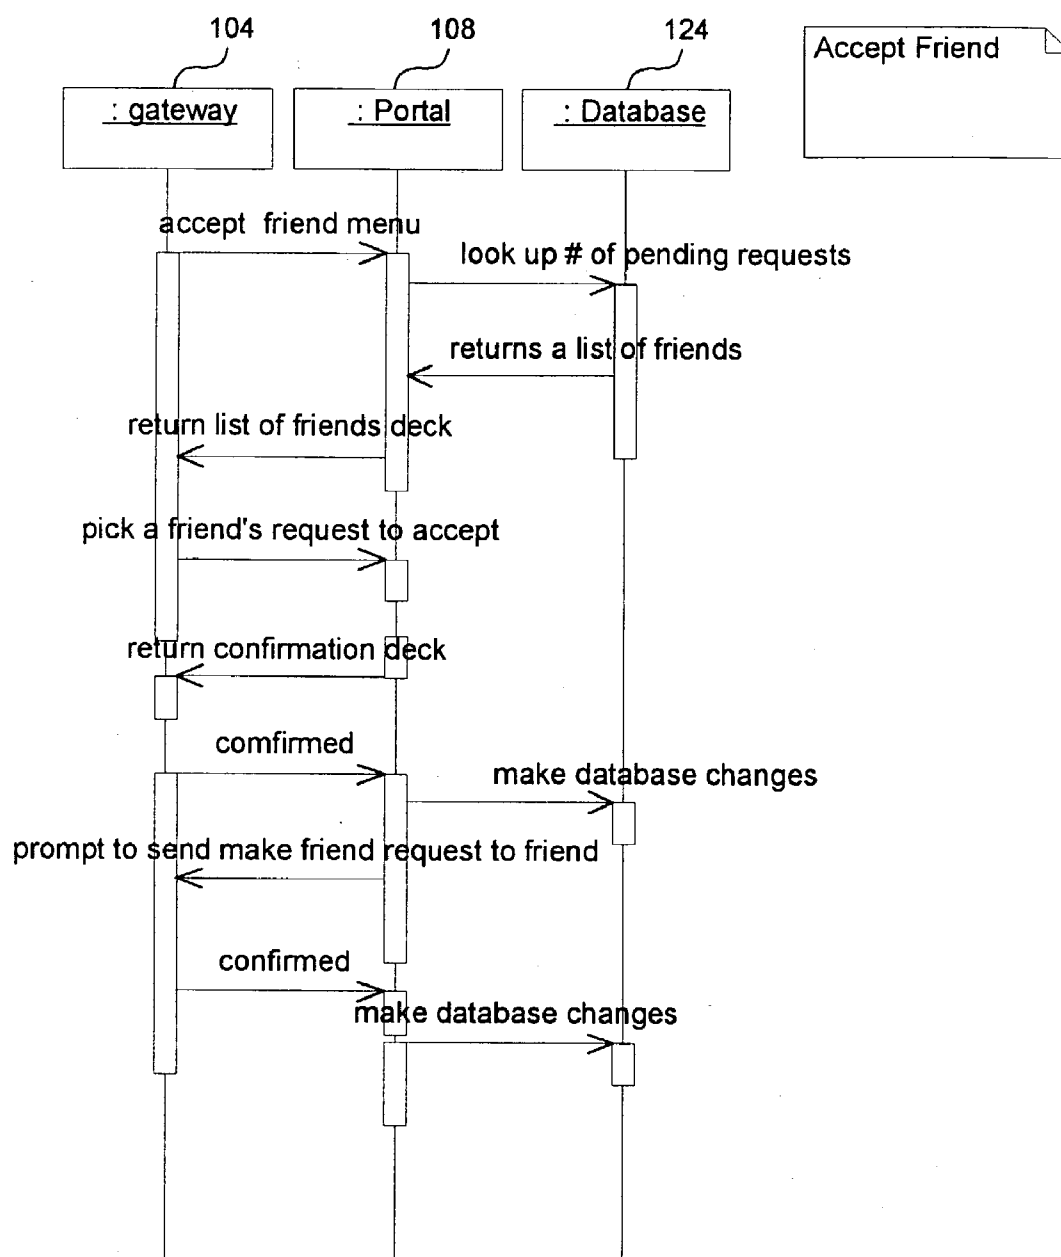 104
108
124
Accept Friend
: gateway
: Portal
: Database
accept friend menu
look up # of pending requests
returns a list of friends
return list of friends deck
pick a friend's request to accept
return confirmation deck
comfirmed
make database changes
prompt to send make friend request to friend
confirmed
make database changes